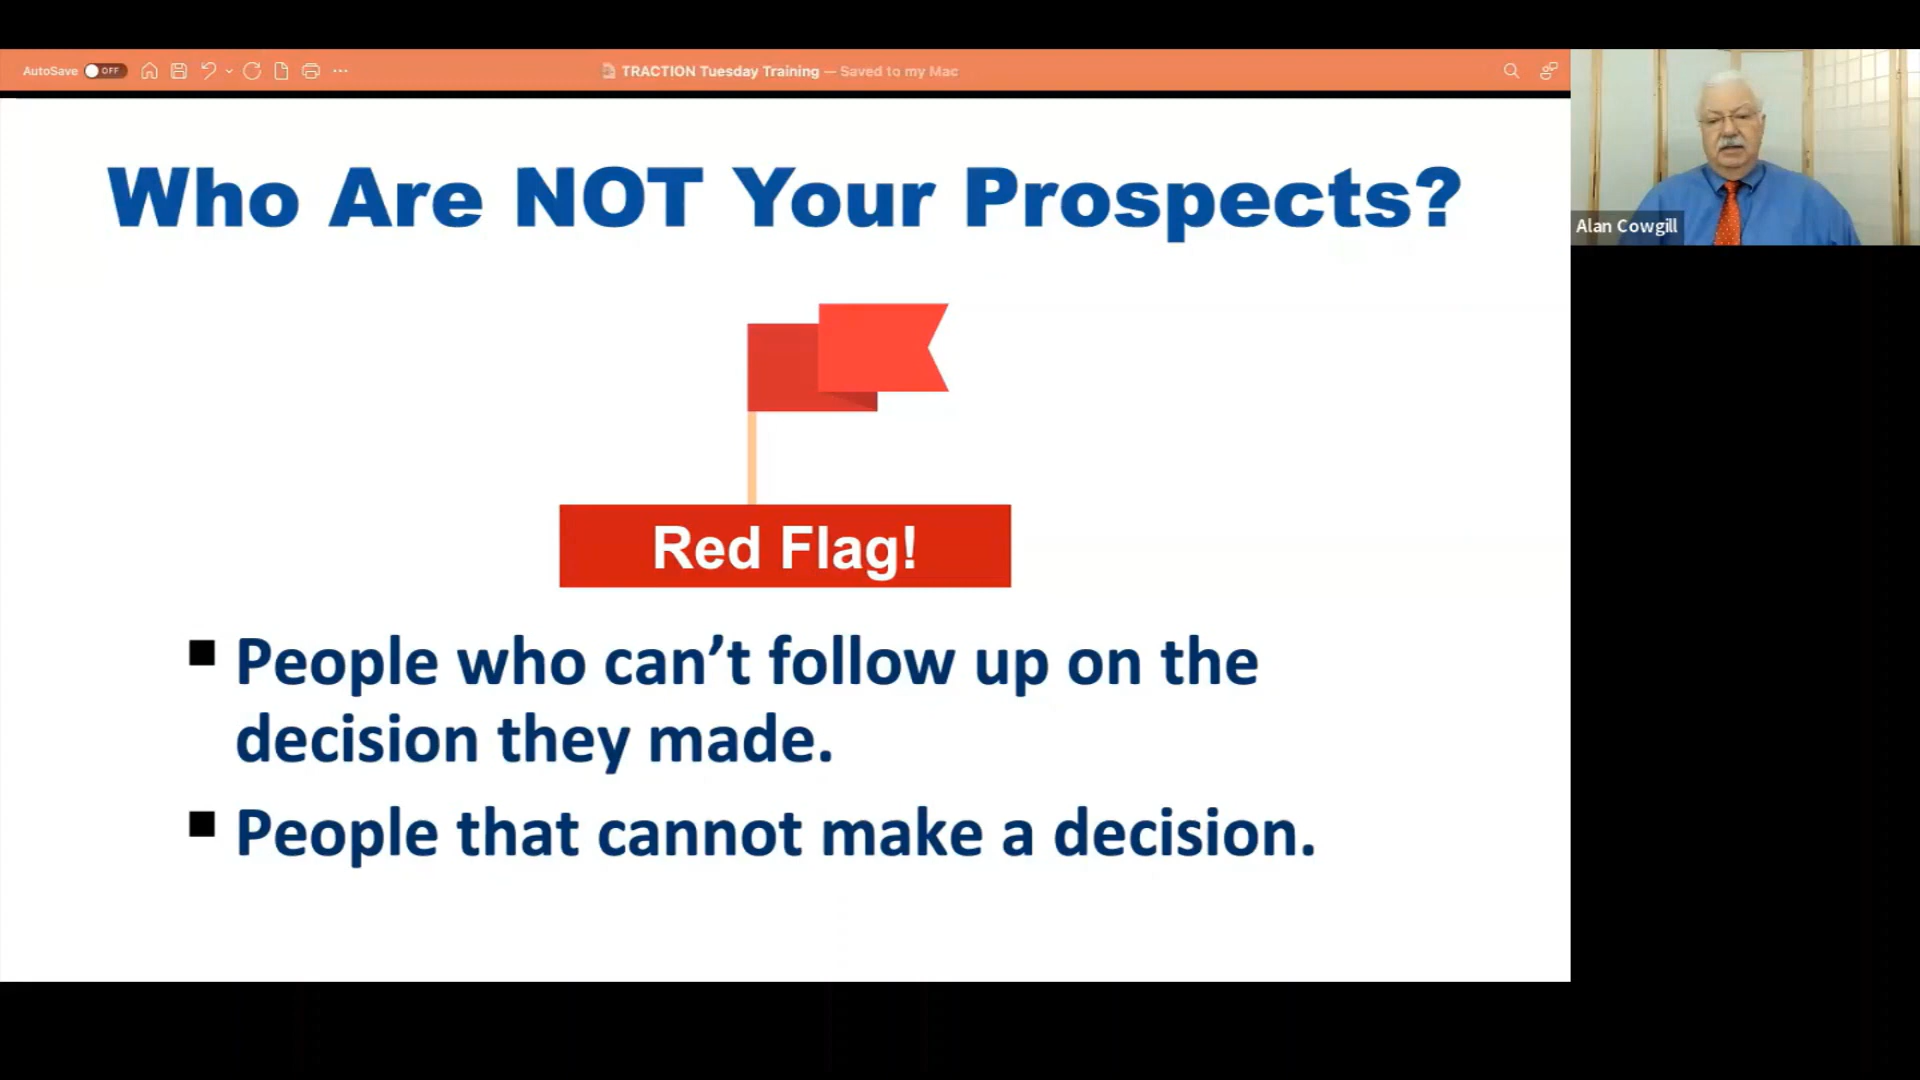 AutoSave OFF
TRACTION Tuesday Training — Saved to my Mac
Alan Cowgill
Who Are NOT Your Prospects?
Red Flag!
People who can’t follow up on the
decision they made.
People that cannot make a decision.